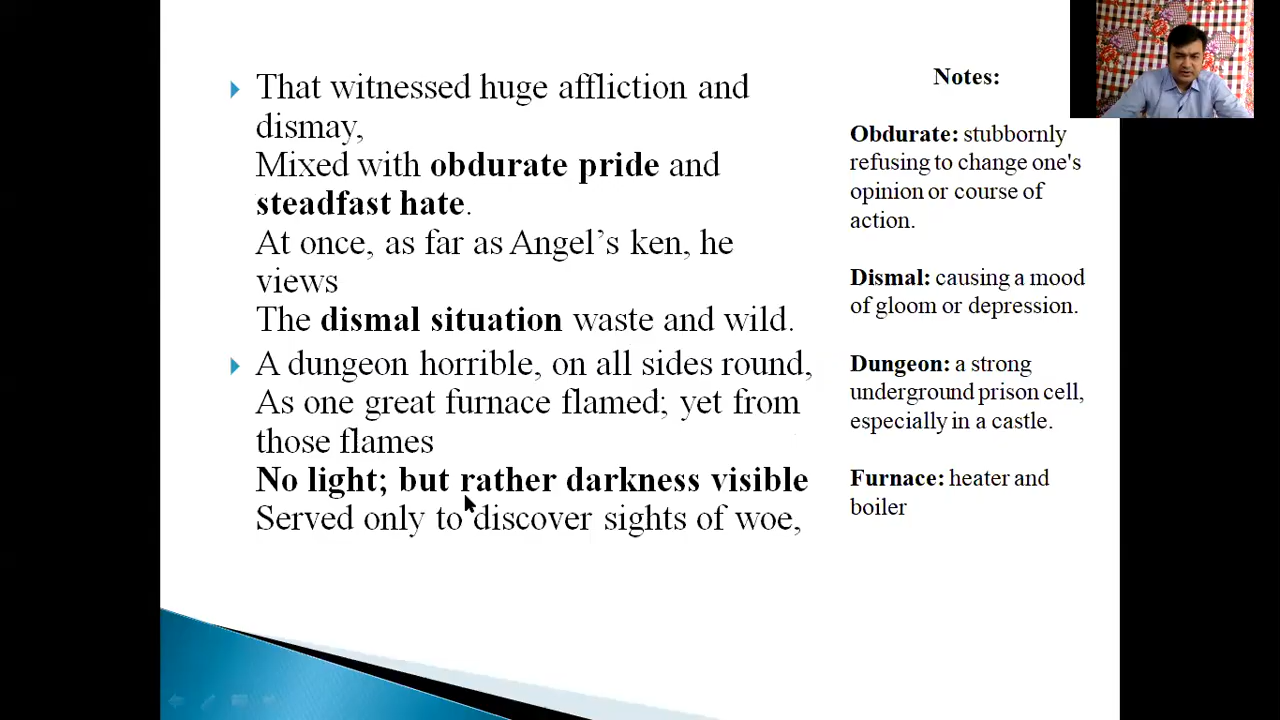 That witnessed huge affliction and
dismay,
Mixed with obdurate pride and
steadfast hate.
At once, as far as Angel’s ken, he
views
The dismal situation waste and wild.
A dungeon horrible, on all sides round,
As one great furnace flamed; yet from
those flames
No light; but rather darkness visible
Served only to discover sights of woe,
Notes:
Obdurate: stubbornly
refusing to change one's
opinion or course of
action.
Dismal: causing a mood
of gloom or depression.
Dungeon: a strong
underground prison cell,
especially in a castle.
Furnace: heater and
boiler